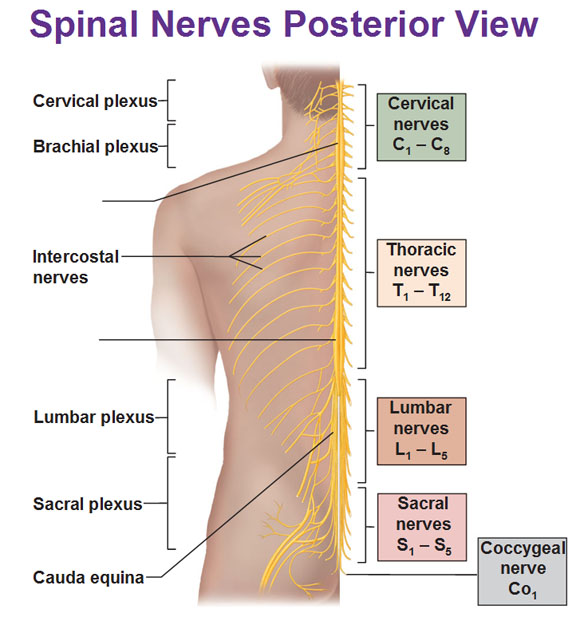 Spinal Nerves Posterior View
Cervical plexus
Brachial plexus
Intercostal
nerves
Lumbar plexus
Sacral plexus
Cauda equina
Cervical
nerves
C₁ – C₈
Thoracic
nerves
T₁ – T₁₂
Lumbar
nerves
L₁ – L₅
Sacral
nerves
S₁ – S₅
Coccygeal
nerve
Co₁